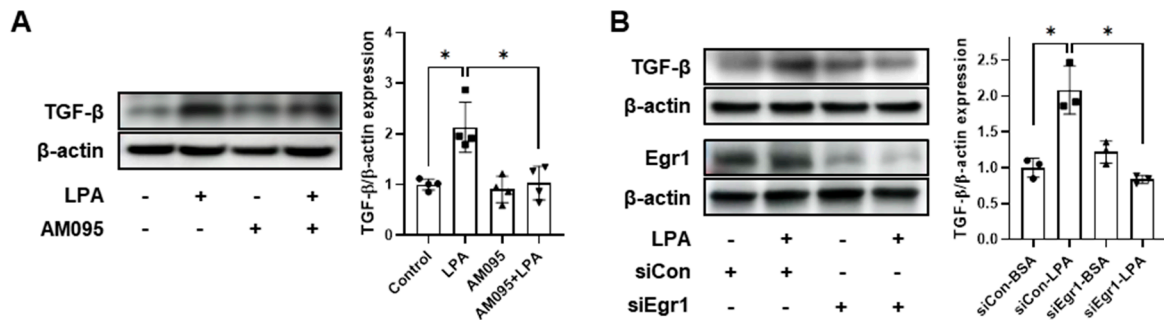 A
TGF-β
β-actin
LPA - + - +
AM095 - - + +
TGF-β/β-actin expression
4
3
2
1
0
* *
Control
LPA
AM095
AM095+LPA
B
TGF-β
β-actin
Egr1
β-actin
LPA - + - +
siCon + + - -
siEgr1 - - + +
TGF-β/β-actin expression
2.5
2.0
1.5
1.0
0.5
0.0
* *
siCon-BSA
siCon-LPA
siEgr1-BSA
siEgr1-LPA